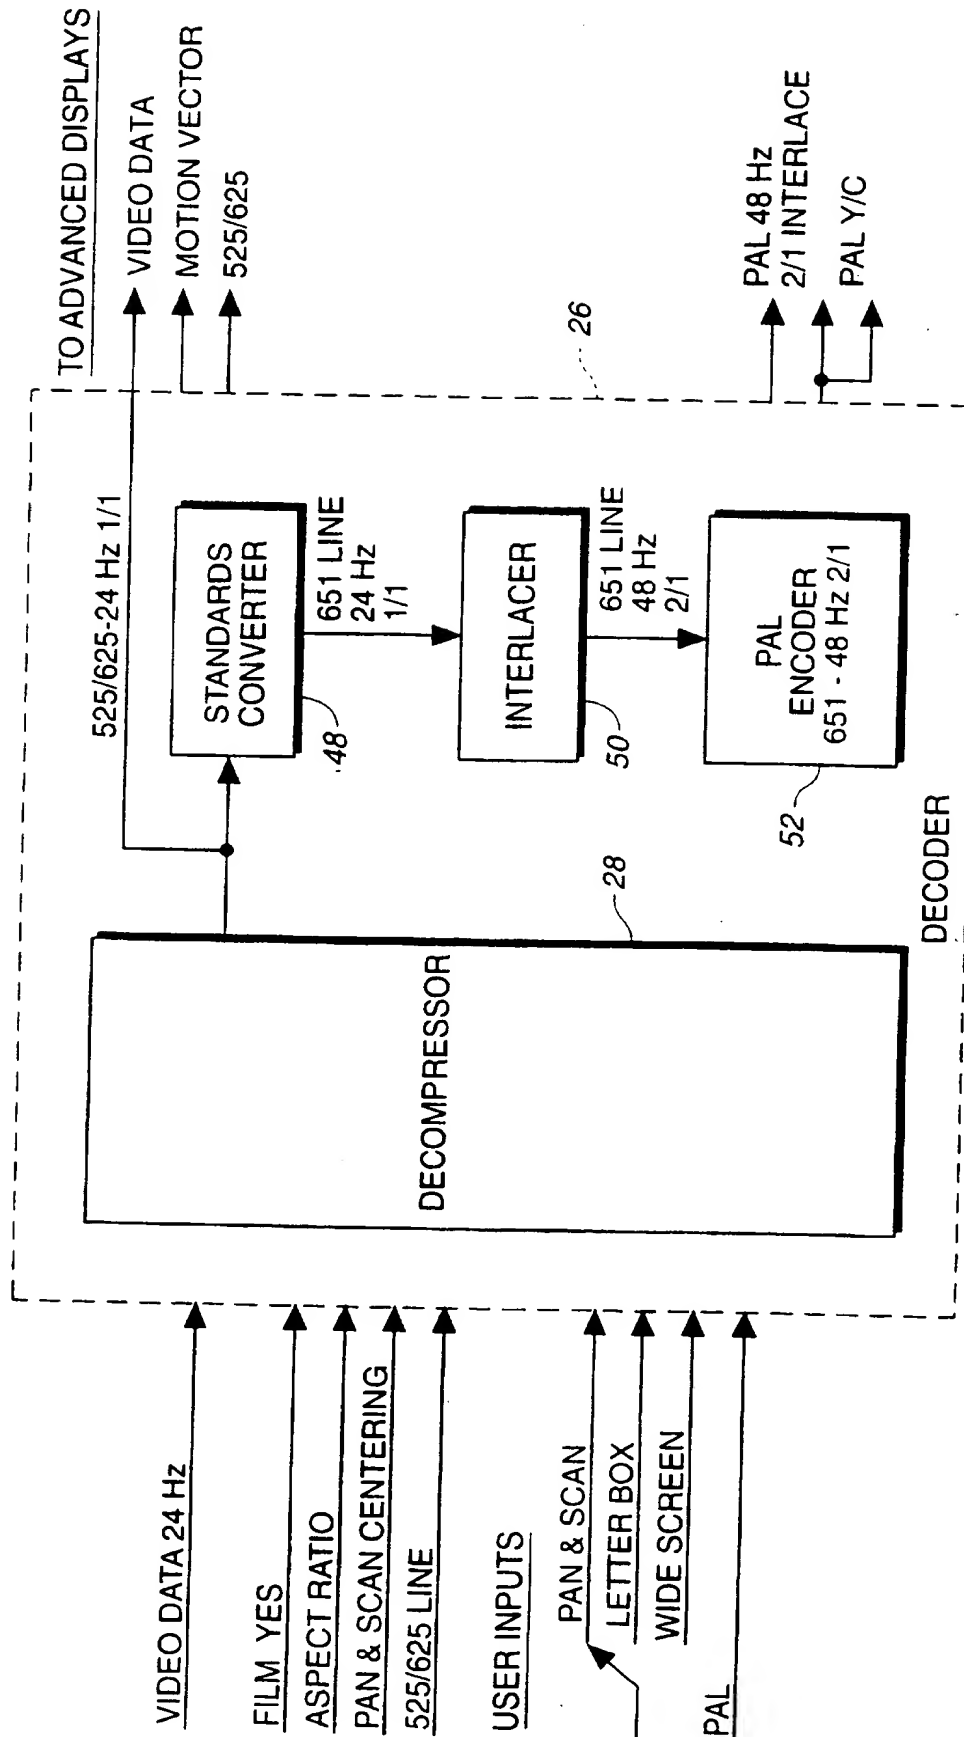 VIDEO DATA 24 Hz
FILM YES
ASPECT RATIO
PAN & SCAN CENTERING
525/625 LINE
USER INPUTS
PAN & SCAN
LETTER BOX
WIDE SCREEN
PAL
DECOMPRESSOR
28
DECODER
525/625-24 Hz 1/1
STANDARDS
CONVERTER
48
651 LINE
24 Hz
1/1
INTERLACER
50
651 LINE
48 Hz
2/1
PAL
ENCODER
651 - 48 Hz 2/1
52
26
TO ADVANCED DISPLAYS
VIDEO DATA
MOTION VECTOR
525/625
PAL 48 Hz
2/1 INTERLACE
PAL Y/C